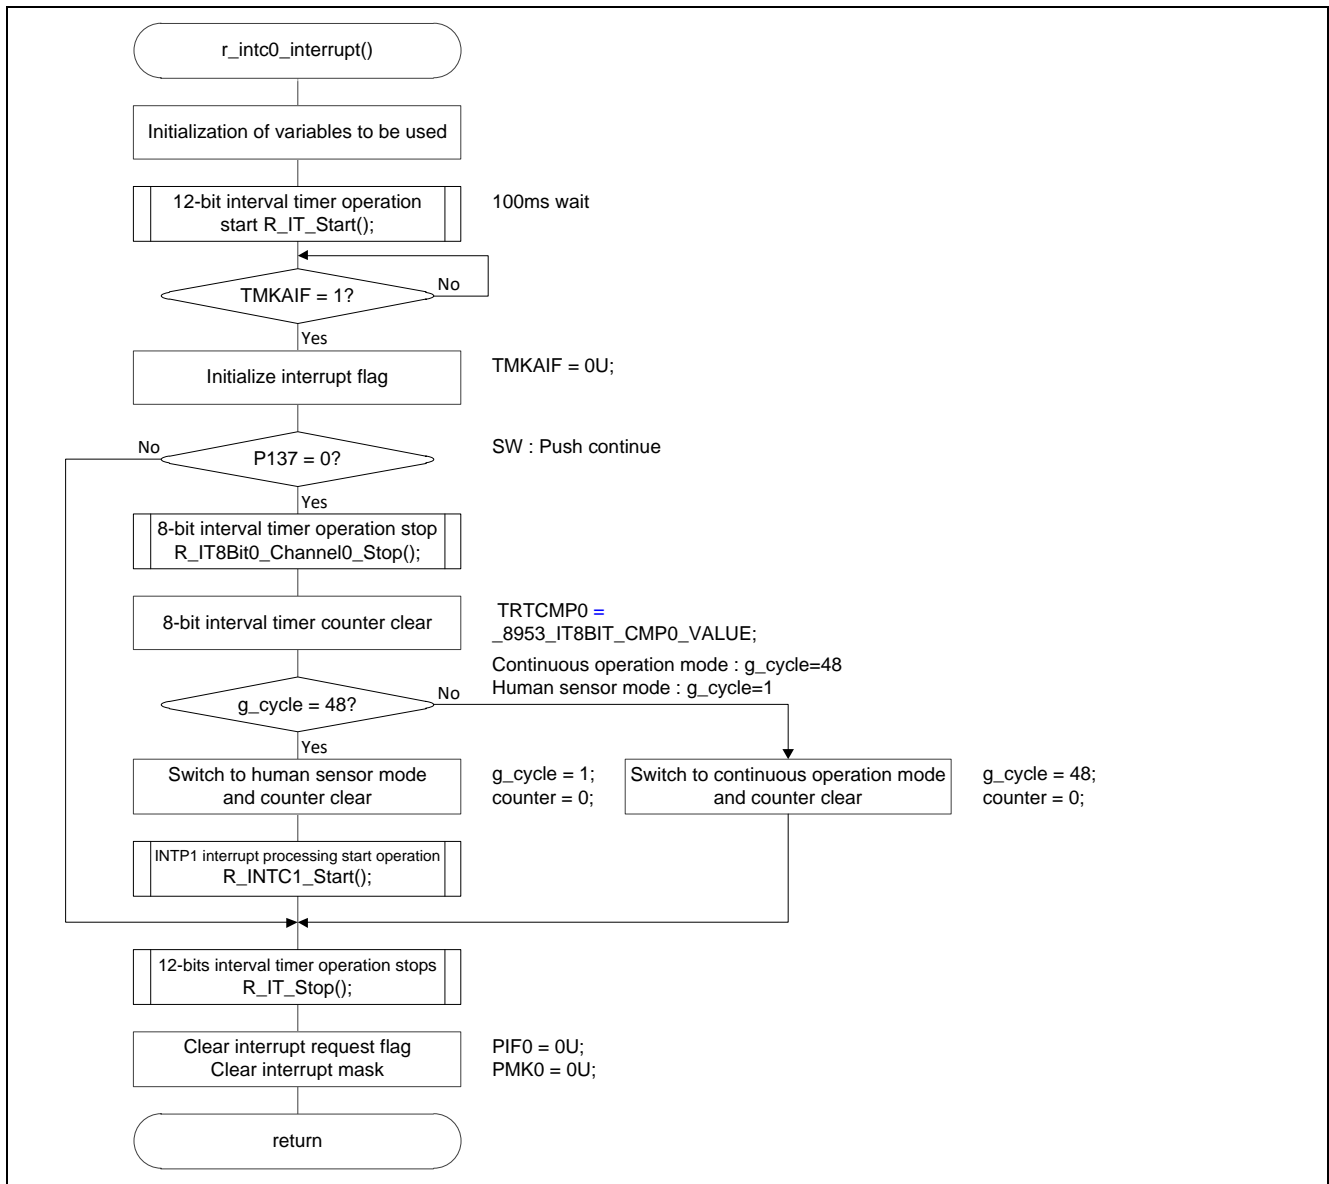 r_intc0_interrupt()
Initialization of variables to be used
12-bit interval timer operation
start R_IT_Start();
100ms wait
No
TMKAIF = 1?
Yes
Initialize interrupt flag
TMKAIF = 0U;
No
P137 = 0?
SW : Push continue
Yes
8-bit interval timer operation stop
R_IT8Bit0_Channel0_Stop();
8-bit interval timer counter clear
TRTCMP0 =
_8953_IT8BIT_CMP0_VALUE;
Continuous operation mode : g_cycle=48
Human sensor mode : g_cycle=1
No
g_cycle = 48?
Yes
Switch to human sensor mode
and counter clear
g_cycle = 1;
counter = 0;
Switch to continuous operation mode
and counter clear
g_cycle = 48;
counter = 0;
INTP1 interrupt processing start operation
R_INTC1_Start();
12-bits interval timer operation stops
R_IT_Stop();
Clear interrupt request flag
Clear interrupt mask
PIF0 = 0U;
PMK0 = 0U;
return